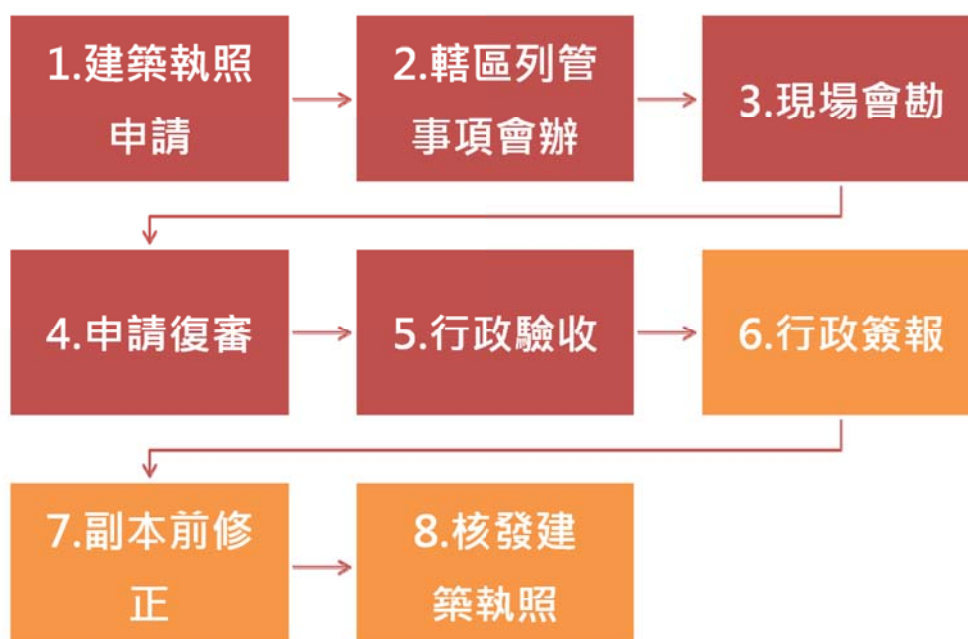 1.建築執照
申請
2.轄區列管
事項會辦
3.現場會勘
4.申請復審
5.行政驗收
6.行政簽報
7.副本前修
正
8.核發建
築執照